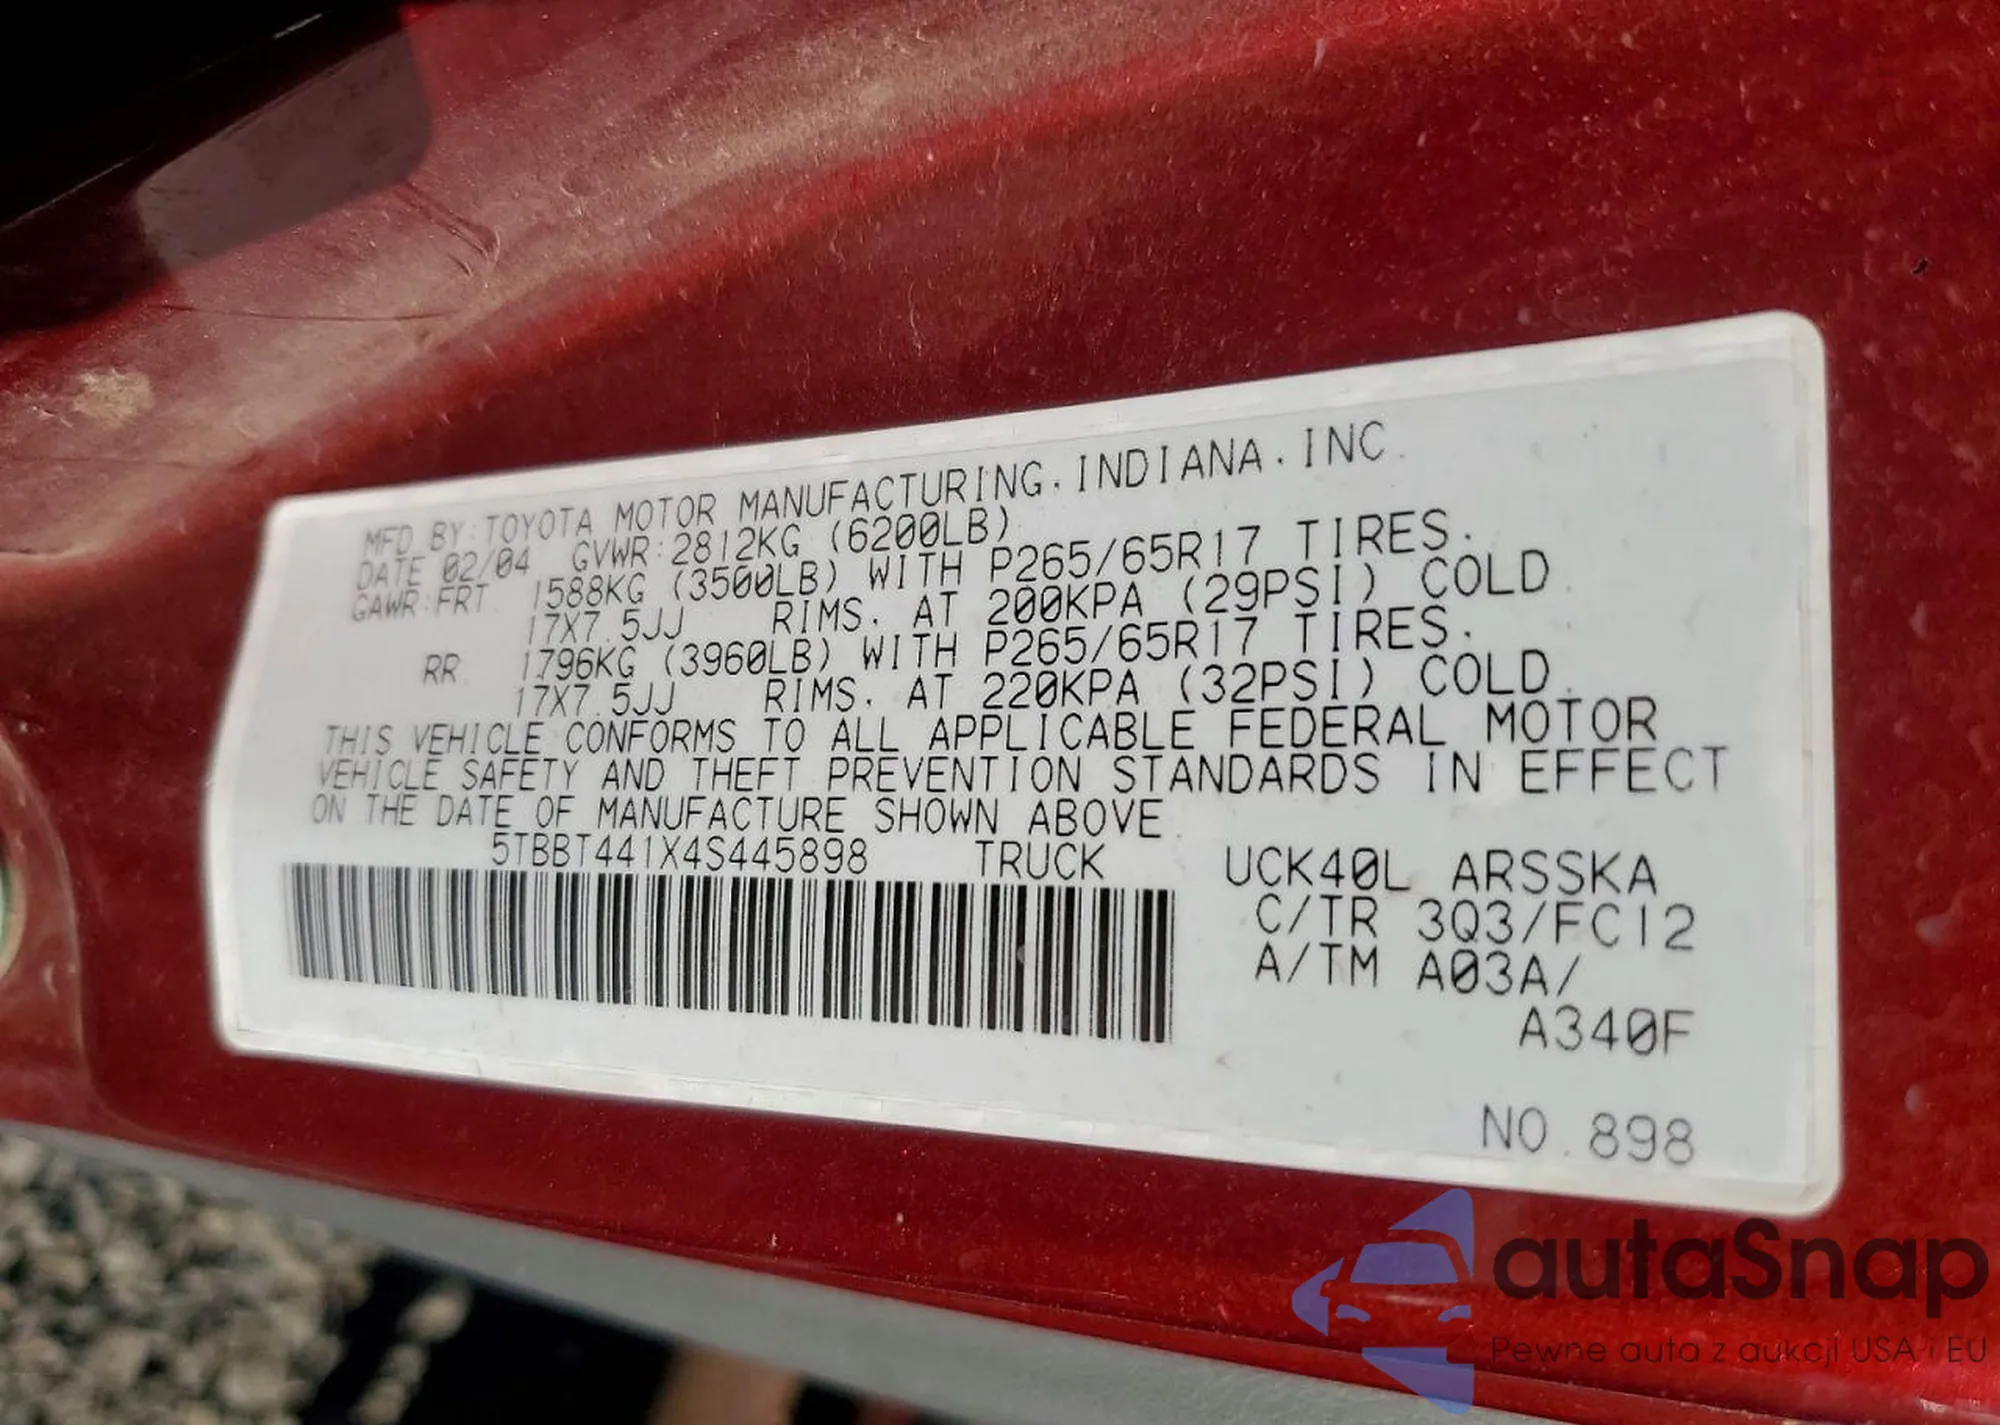 MFD BY:TOYOTA MOTOR MANUFACTURING.INDIANA.INC.
DATE 02/04 GVWR:2812KG (6200LB)
GAWR:FRT 1588KG (3500LB) WITH P265/65R17 TIRES.
17X7.5JJ RIMS. AT 200KPA (29PSI) COLD.
RR 1796KG (3960LB) WITH P265/65R17 TIRES.
17X7.5JJ RIMS. AT 220KPA (32PSI) COLD.
THIS VEHICLE CONFORMS TO ALL APPLICABLE FEDERAL MOTOR
VEHICLE SAFETY AND THEFT PREVENTION STANDARDS IN EFFECT
ON THE DATE OF MANUFACTURE SHOWN ABOVE.
5TBBT441X4S445898 TRUCK UCK40L ARSSKA
C/TR 3Q3/FC12
A/TM A03A/
A340F
NO.898
autaSnap
Pewne auta z aukcji USA i EU